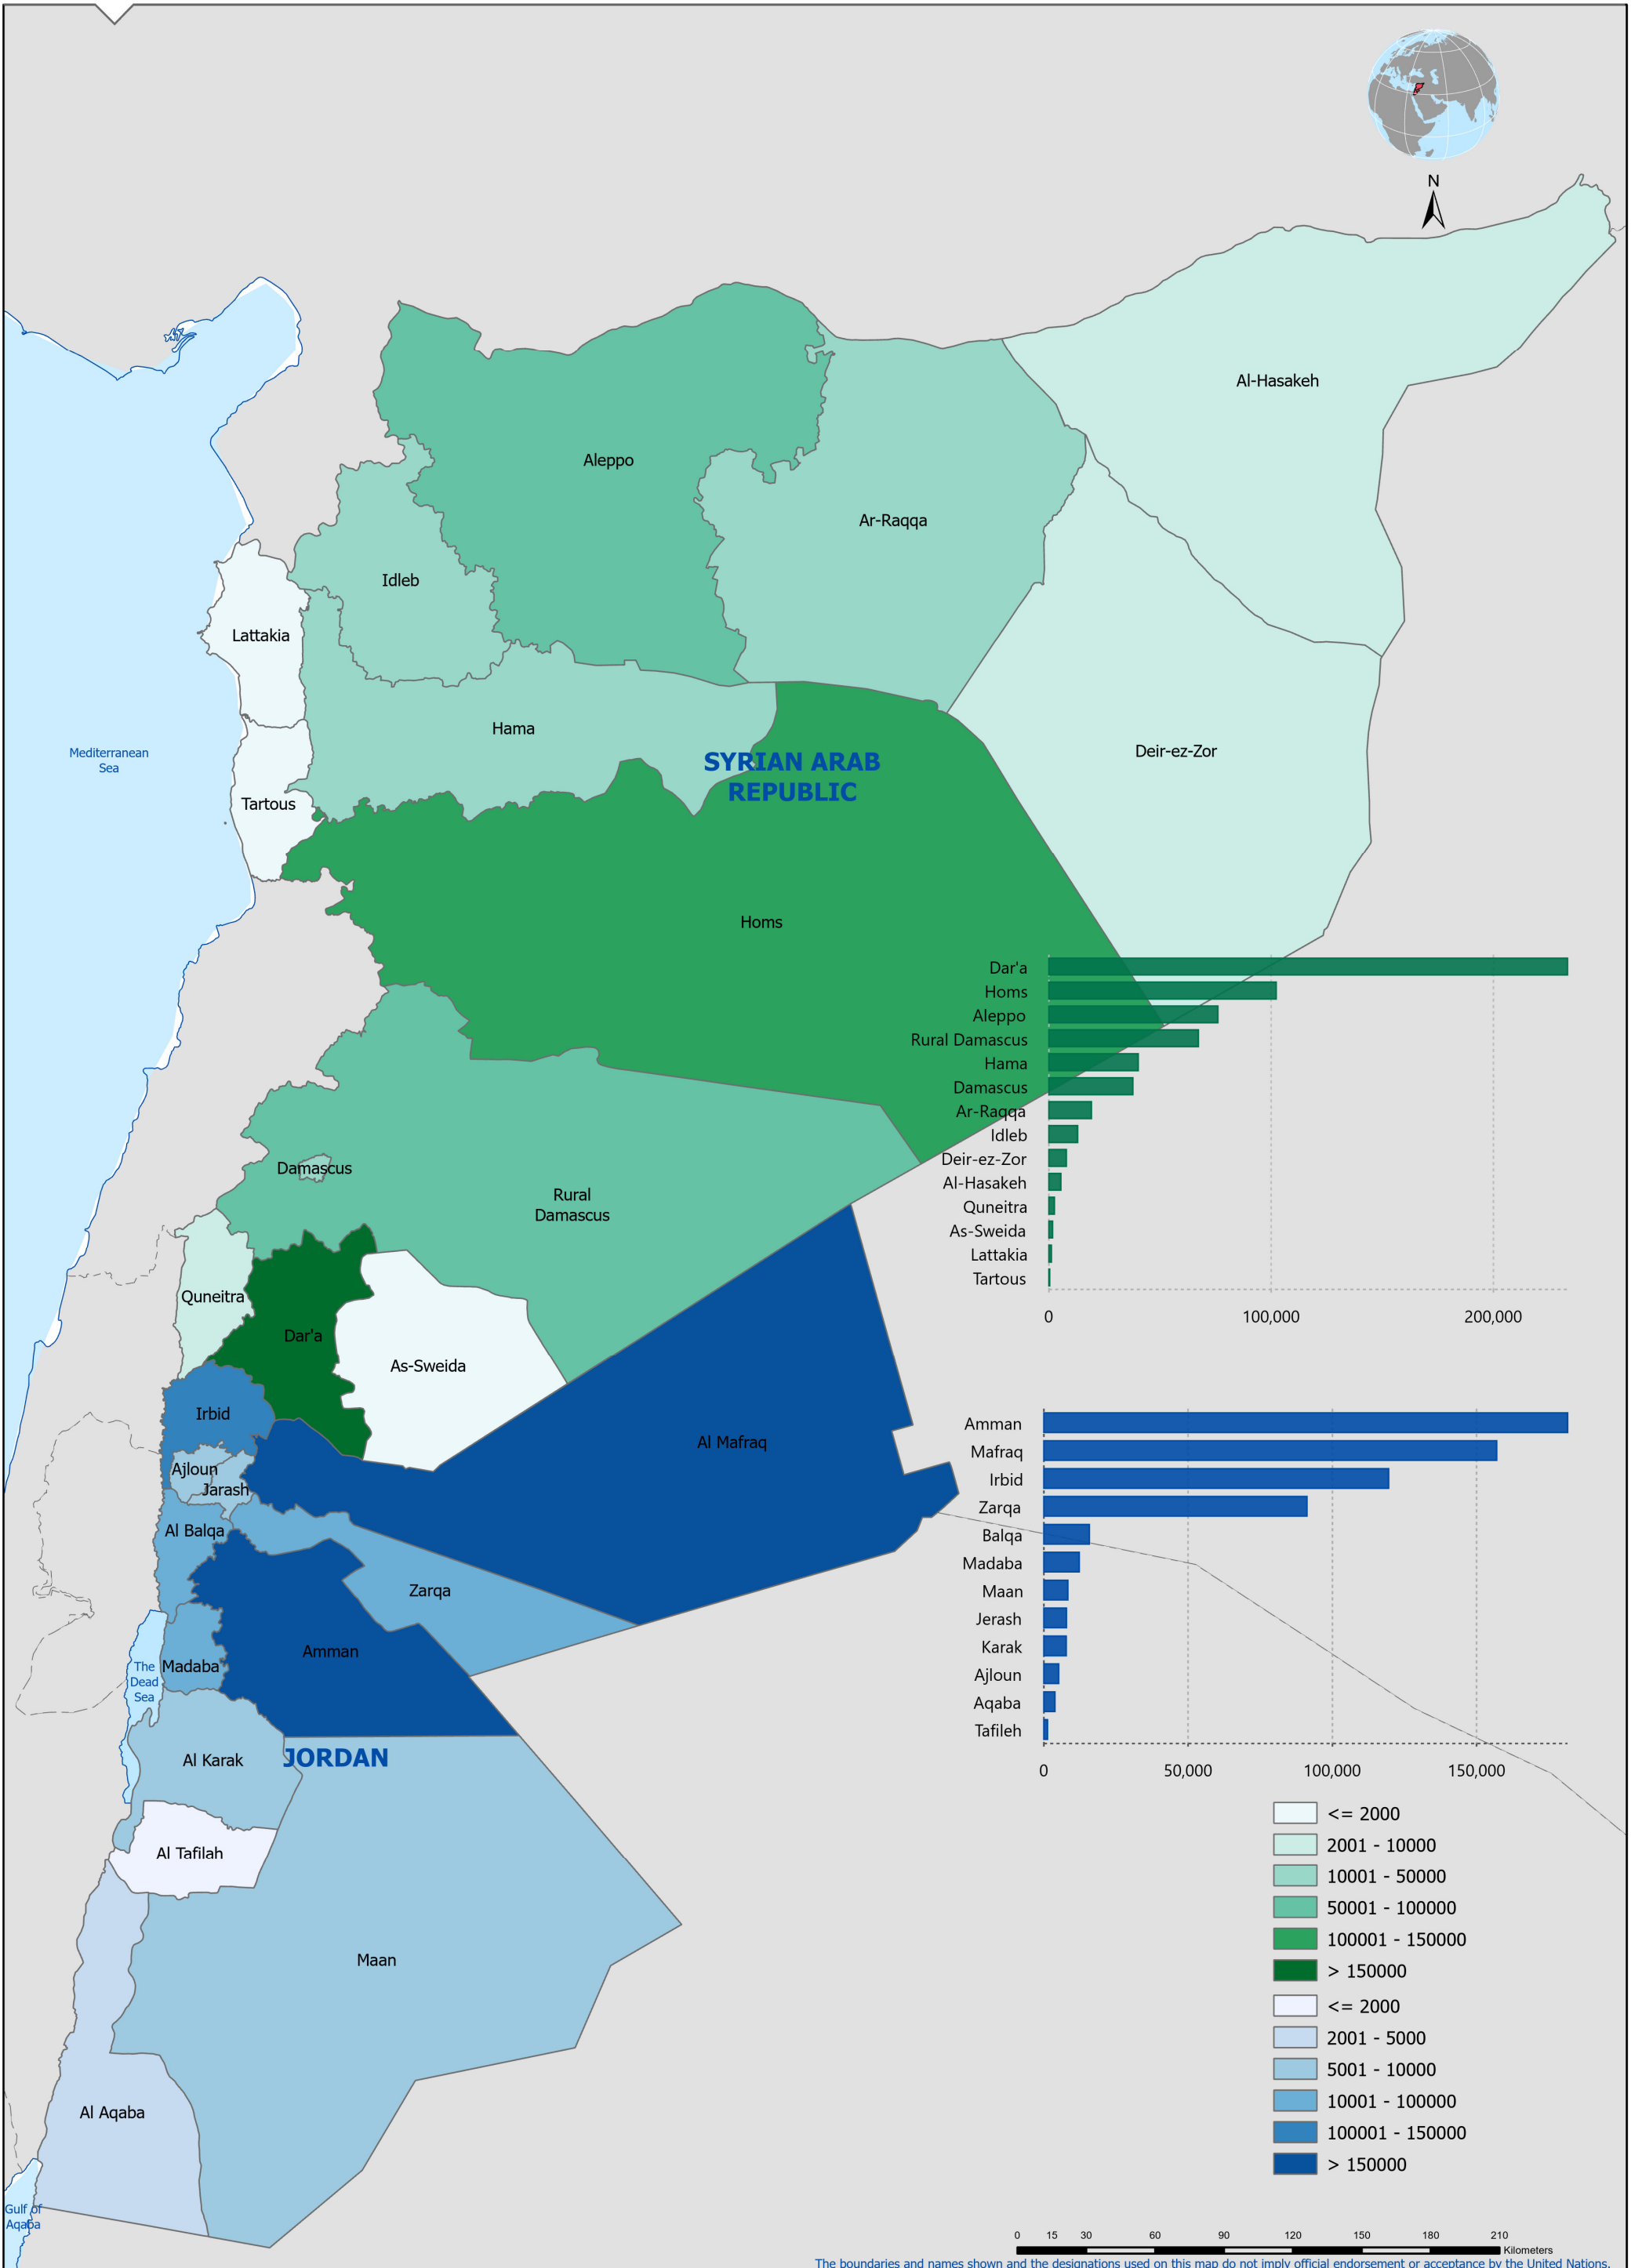 N
Al-Hasakeh
Aleppo
Ar-Raqqa
Idleb
Lattakia
Hama
Mediterranean
Sea
SYRIAN ARAB
REPUBLIC
Deir-ez-Zor
Tartous
Homs
Damascus
Rural
Damascus
Quneitra
Dar'a
As-Sweida
Irbid
Al Mafraq
Ajloun
Jarash
Al Balqa
Zarqa
Amman
Madaba
The
Dead
Sea
JORDAN
Al Karak
Al Tafilah
Maan
Al Aqaba
Gulf of
Aqaba
Dar'a
Homs
Aleppo
Rural Damascus
Hama
Damascus
Ar-Raqqa
Idleb
Deir-ez-Zor
Al-Hasakeh
Quneitra
As-Sweida
Lattakia
Tartous
0 100,000 200,000
Amman
Mafraq
Irbid
Zarqa
Balqa
Madaba
Maan
Jerash
Karak
Ajloun
Aqaba
Tafileh
0 50,000 100,000 150,000
<= 2000
2001 - 10000
10001 - 50000
50001 - 100000
100001 - 150000
> 150000
<= 2000
2001 - 5000
5001 - 10000
10001 - 100000
100001 - 150000
> 150000
0 15 30 60 90 120 150 180 210
Kilometers
The boundaries and names shown and the designations used on this map do not imply official endorsement or acceptance by the United Nations.